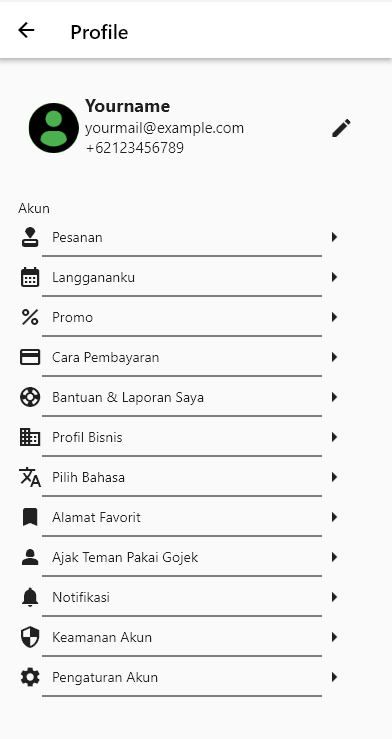 Profile
Yourname
yourmail@example.com
+62123456789
Akun
Pesanan
Langgananku
Promo
Cara Pembayaran
Bantuan & Laporan Saya
Profil Bisnis
Pilih Bahasa
Alamat Favorit
Ajak Teman Pakai Gojek
Notifikasi
Keamanan Akun
Pengaturan Akun